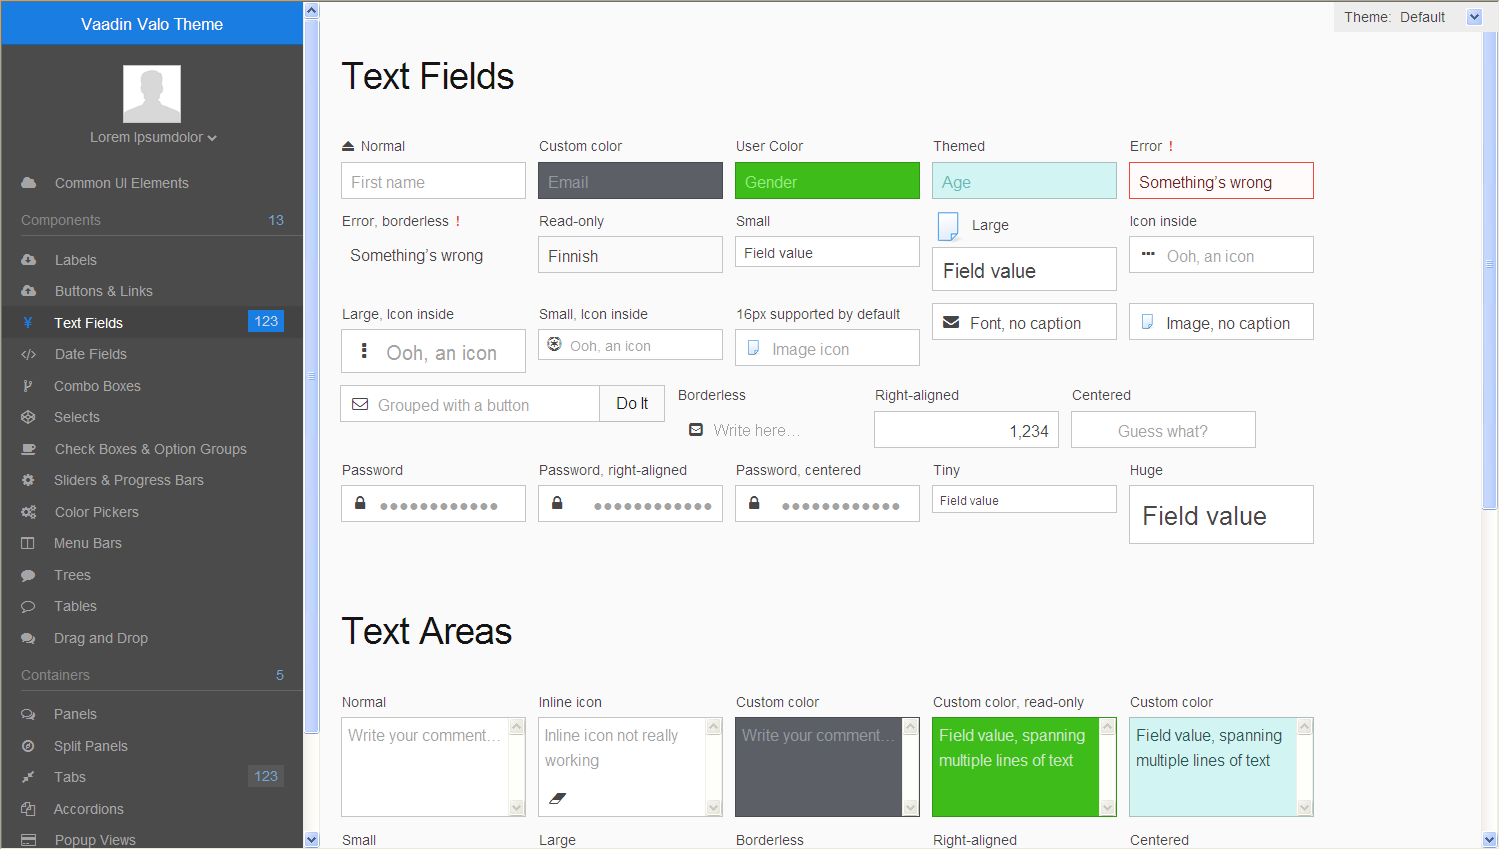 Vaadin Valo Theme
Lorem Ipsumdolor
Common UI Elements
Components 13
Labels
Buttons & Links
Text Fields 123
Date Fields
Combo Boxes
Selects
Check Boxes & Option Groups
Sliders & Progress Bars
Color Pickers
Menu Bars
Trees
Tables
Drag and Drop
Containers 5
Panels
Split Panels
Tabs 123
Accordions
Popup Views
Theme: Default
Text Fields
Normal Custom color User Color Themed Error !
First name Email Gender Age Something's wrong
Error, borderless ! Read-only Small Large Icon inside
Something's wrong Finnish Field value Field value Ooh, an icon
Large, Icon inside Small, Icon inside 16px supported by default
Ooh, an icon Ooh, an icon Image icon Font, no caption Image, no caption
Grouped with a button Do It
Borderless Right-aligned Centered
Write here… 1,234 Guess what?
Password Password, right-aligned Password, centered Tiny Huge
●●●●●●●●●●●● ●●●●●●●●●●●● ●●●●●●●●●●●● Field value Field value
Text Areas
Normal Inline icon Custom color Custom color, read-only Custom color
Write your comment… Inline icon not really Write your comment… Field value, spanning Field value, spanning
working multiple lines of text multiple lines of text
Small Large Borderless Right-aligned Centered